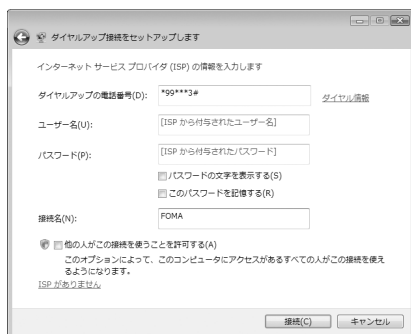 ダイヤルアップ接続をセットアップします
インターネット サービス プロバイダ (ISP) の情報を入力します
ダイヤルアップの電話番号(D): *99***3# ダイヤル情報
ユーザー名(U): [ISP から付与されたユーザー名]
パスワード(P): [ISP から付与されたパスワード]
パスワードの文字を表示する(S)
このパスワードを記憶する(R)
接続名(N): FOMA
他の人がこの接続を使うことを許可する(A)
このオプションによって、このコンピュータにアクセスがあるすべての人がこの接続を使え
るようになります。
ISP がありません
接続(C) キャンセル